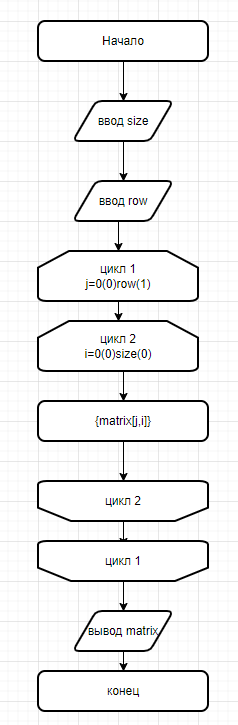 Начало
ввод size
ввод row
цикл 1
j=0(0)row(1)
цикл 2
i=0(0)size(0)
{matrix[j,i]}
цикл 2
цикл 1
вывод matrix
конец